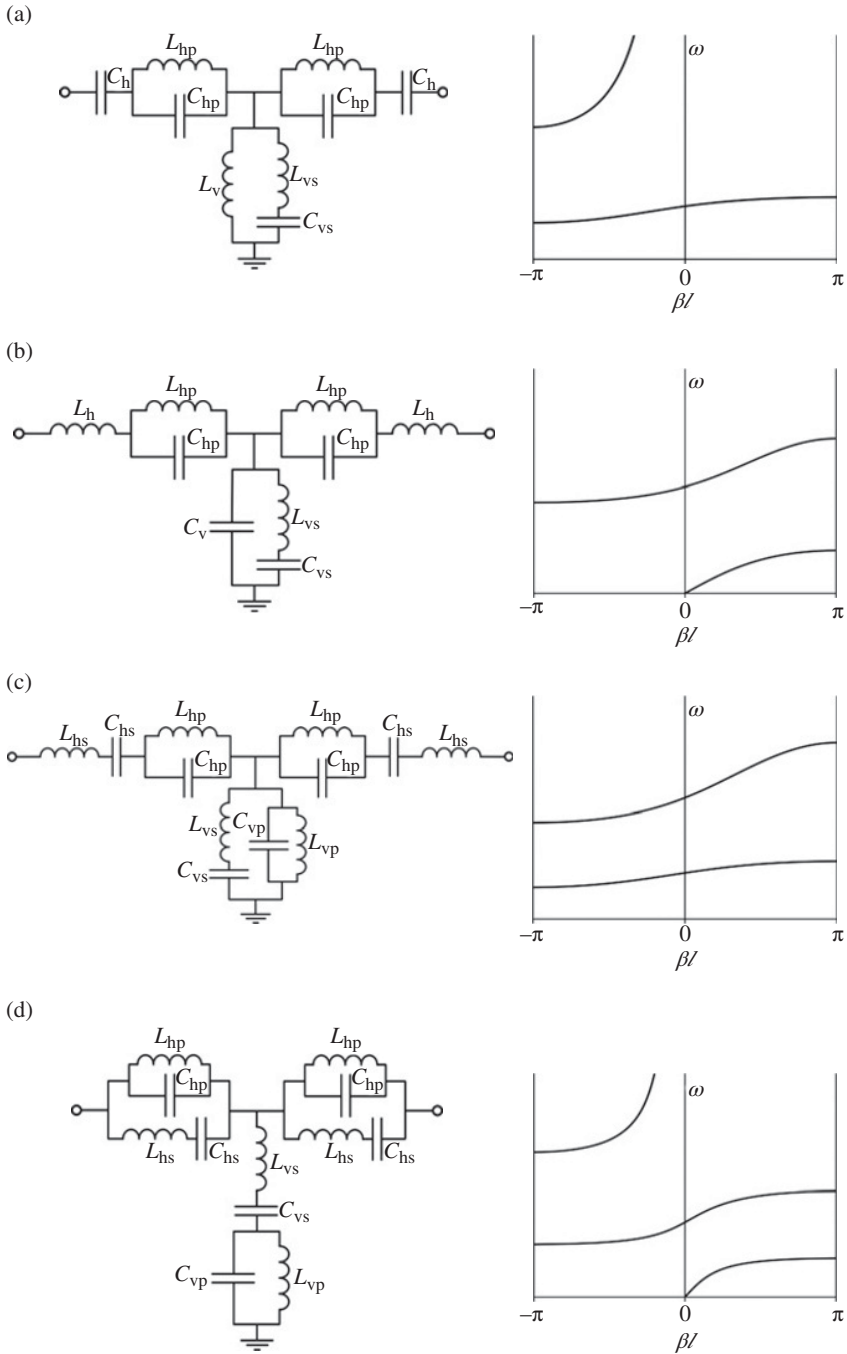 (a)
L_hp L_hp
C_h C_hp C_hp C_h
L_v L_vs
C_vs
ω
−π 0 π
βl
(b)
L_hp L_hp
L_h C_hp C_hp L_h
C_v L_vs
C_vs
ω
−π 0 π
βl
(c)
L_hs C_hs L_hp L_hp C_hs L_hs
C_hp C_hp
L_vs C_vp L_vp
C_vs
ω
−π 0 π
βl
(d)
L_hp L_hp
C_hp C_hp
L_hs C_hs L_hs C_hs
L_vs
C_vs
C_vp L_vp
ω
−π 0 π
βl